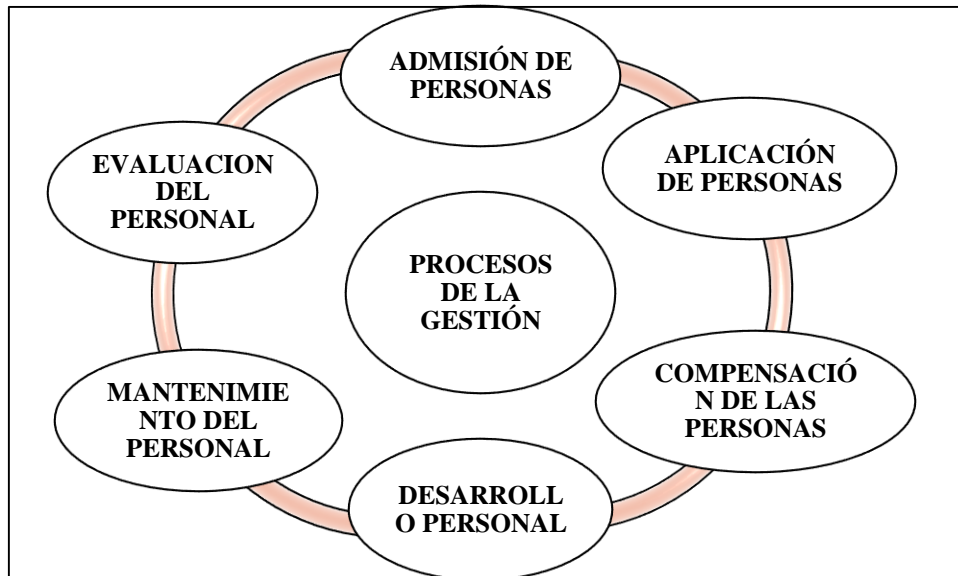 ADMISIÓN DE
PERSONAS
APLICACIÓN
DE PERSONAS
COMPENSACIÓ
N DE LAS
PERSONAS
DESARROLL
O PERSONAL
MANTENIMIE
NTO DEL
PERSONAL
EVALUACION
DEL
PERSONAL
PROCESOS
DE LA
GESTIÓN